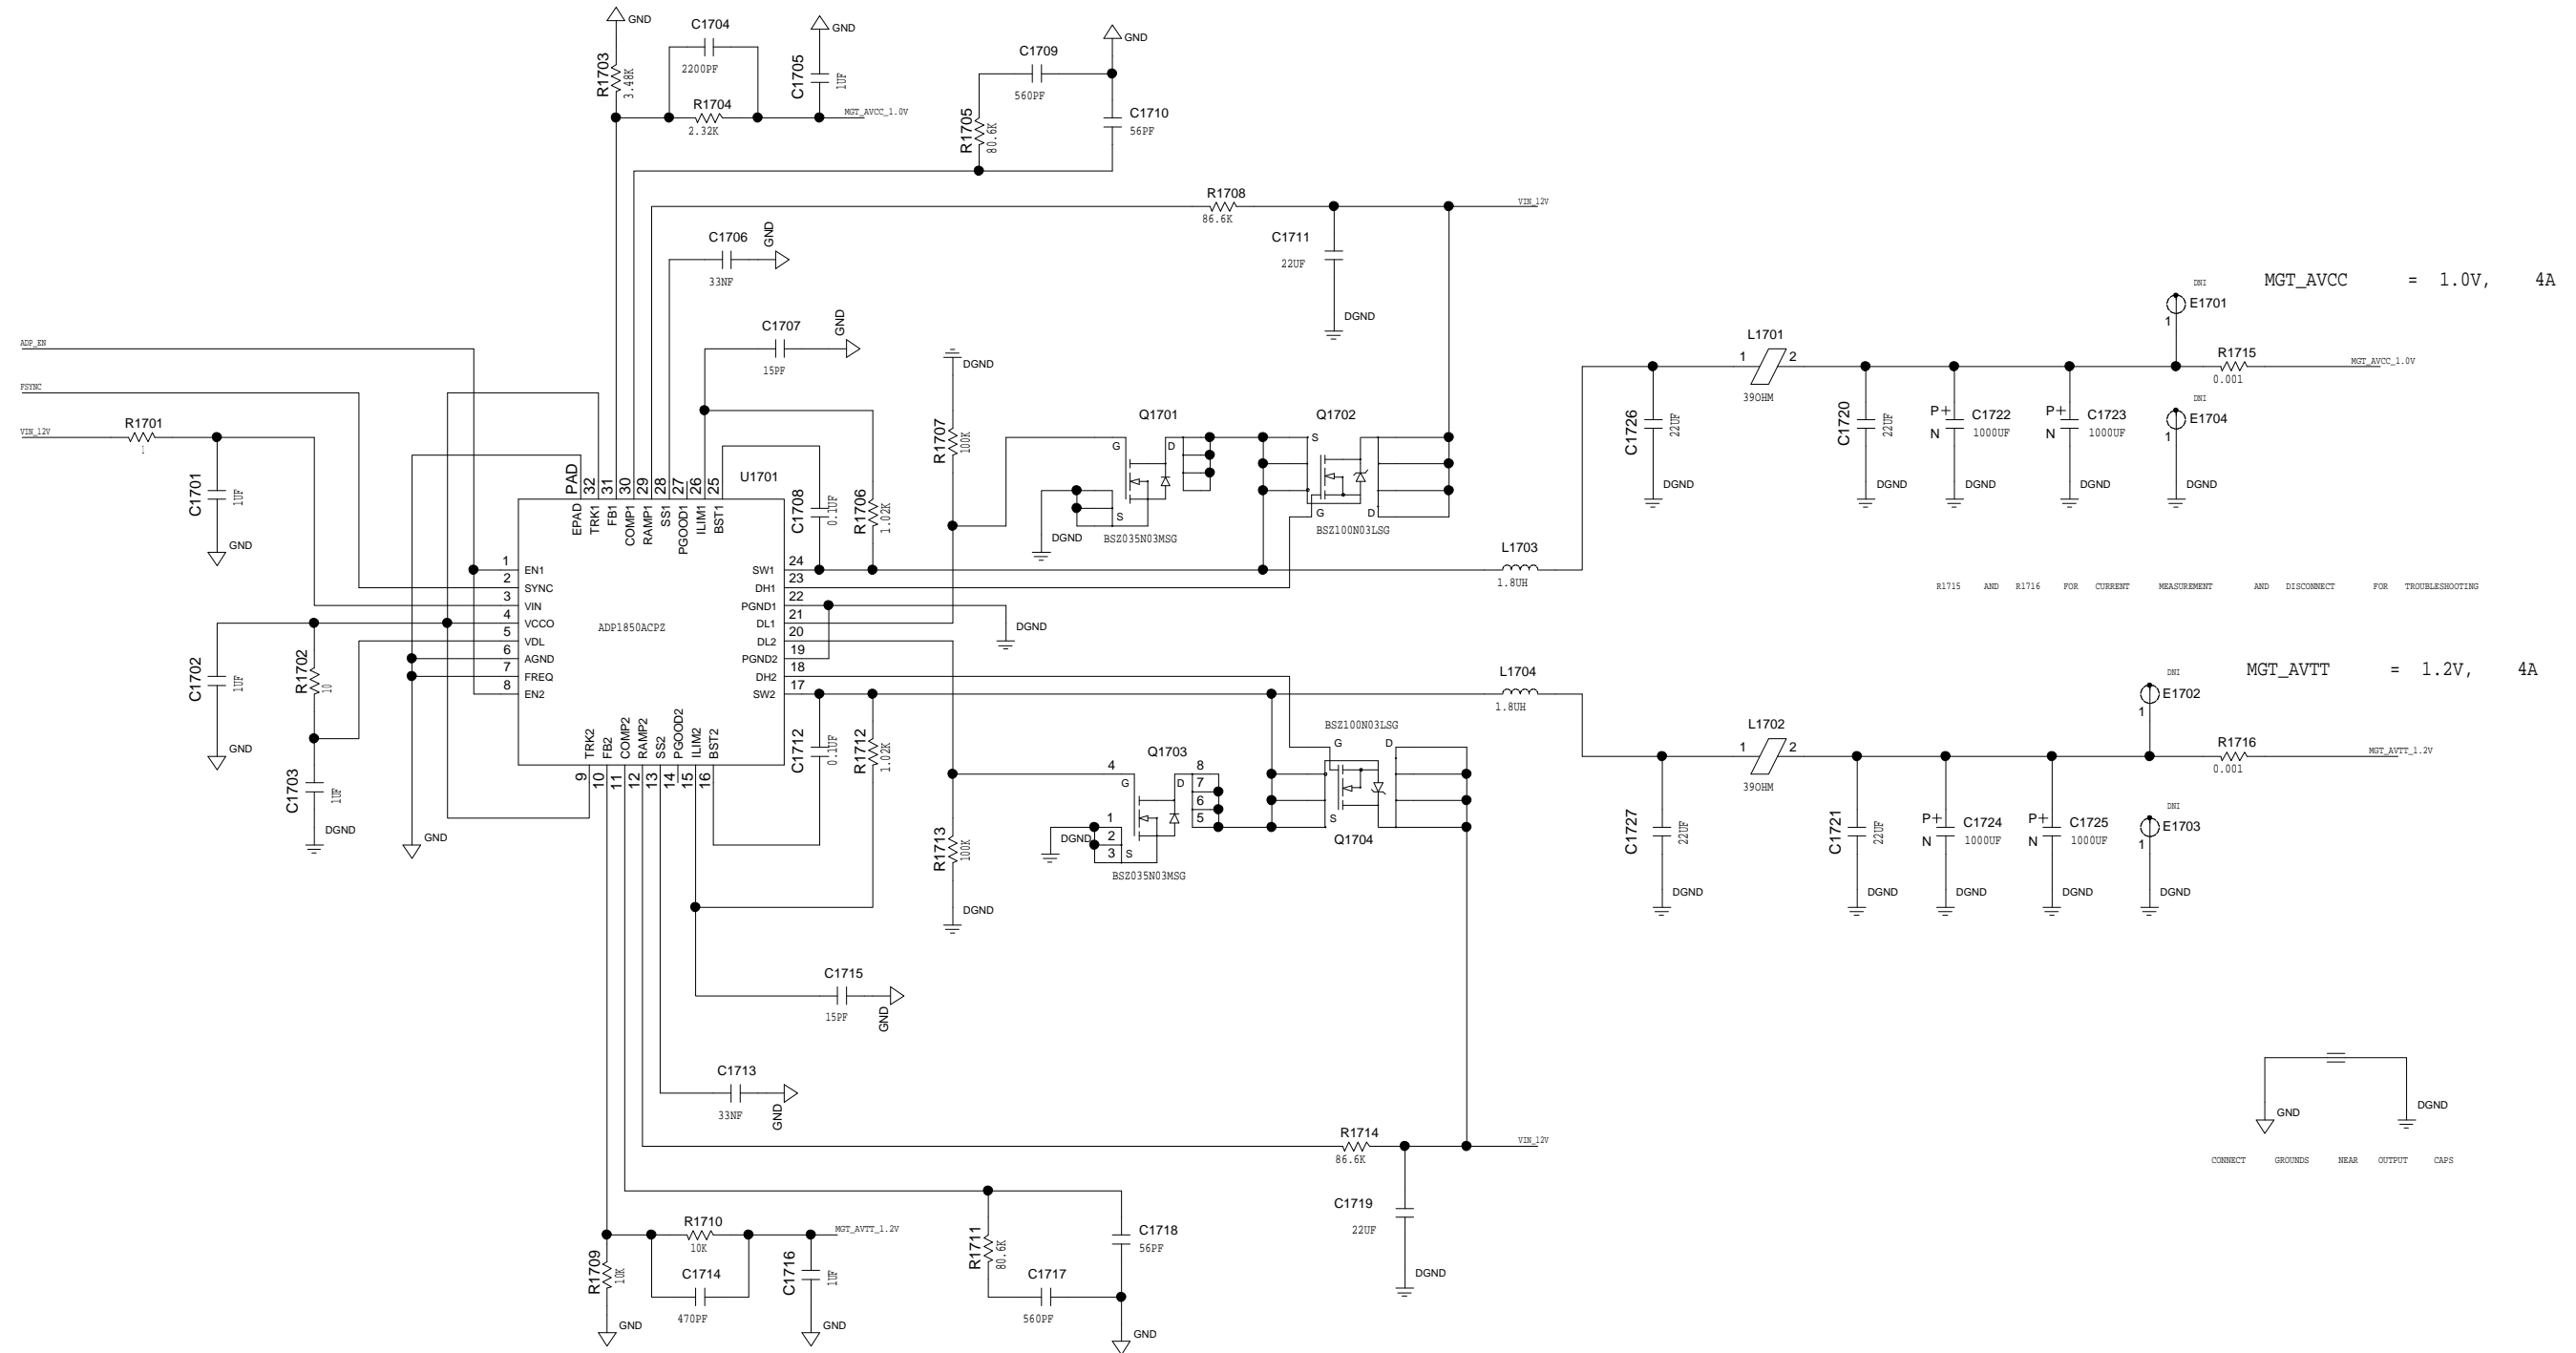 GND
C1704
2200PF
R1703
3.48K
R1704
2.32K
GND
C1705
1UF
MGT_AVCC_1.0V
C1709
560PF
GND
R1705
80.6K
C1710
56PF
R1708
86.6K
VIN_12V
C1706
33NF
GND
C1711
22UF
DGND
C1707
15PF
GND
ADP_EN
FSYNC
VIN_12V
R1701
1
C1701
1UF
GND
DGND
R1707
100K
Q1701
G
D
S
DGND
BSZ035N03MSG
Q1702
S
G
D
BSZ100N03LSG
U1701
C1708
0.1UF
R1706
1.02K
PAD 32 31 30 29 28 27 26 25
EPAD TRK1 FB1 COMP1 RAMP1 SS1 PGOOD1 ILIM1 BST1
1 EN1
2 SYNC
3 VIN
4 VCCO
5 VDL
6 AGND
7 FREQ
8 EN2
ADP1850ACPZ
SW1 24
DH1 23
PGND1 22
DL1 21
DL2 20
PGND2 19
DH2 18
SW2 17
TRK2 FB2 COMP2 RAMP2 SS2 PGOOD2 ILIM2 BST2
9 10 11 12 13 14 15 16
DGND
C1702
1UF
GND
R1702
10
C1703
1UF
DGND
GND
C1712
0.1UF
R1712
1.02K
L1703
1.8UH
L1704
1.8UH
Q1703
4
G
D
8
7
6
5
1
2
3
S
DGND
BSZ035N03MSG
BSZ100N03LSG
G
D
S
Q1704
R1713
100K
DGND
C1715
15PF
GND
C1713
33NF
GND
R1714
86.6K
VIN_12V
C1719
22UF
DGND
R1710
10K
MGT_AVTT_1.2V
R1709
10K
C1714
470PF
C1716
1UF
GND
GND
R1711
80.6K
C1717
560PF
C1718
56PF
GND
MGT_AVCC = 1.0V, 4A
DNI
E1701
1
L1701
1 2
39OHM
R1715
0.001
MGT_AVCC_1.0V
C1726
22UF
DGND
C1720
22UF
DGND
P+
N
C1722
1000UF
DGND
P+
N
C1723
1000UF
DGND
DNI
E1704
1
DGND
R1715 AND R1716 FOR CURRENT MEASUREMENT AND DISCONNECT FOR TROUBLESHOOTING
MGT_AVTT = 1.2V, 4A
DNI
E1702
1
L1702
1 2
39OHM
R1716
0.001
MGT_AVTT_1.2V
C1727
22UF
DGND
C1721
22UF
DGND
P+
N
C1724
1000UF
DGND
P+
N
C1725
1000UF
DGND
DNI
E1703
1
DGND
GND
DGND
CONNECT GROUNDS NEAR OUTPUT CAPS